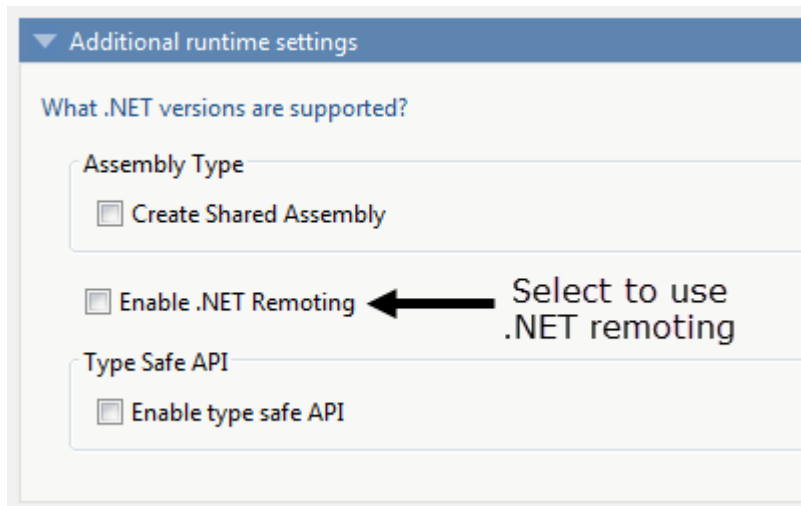 Additional runtime settings
What .NET versions are supported?
Assembly Type
Create Shared Assembly
Enable .NET Remoting
Select to use
.NET remoting
Type Safe API
Enable type safe API